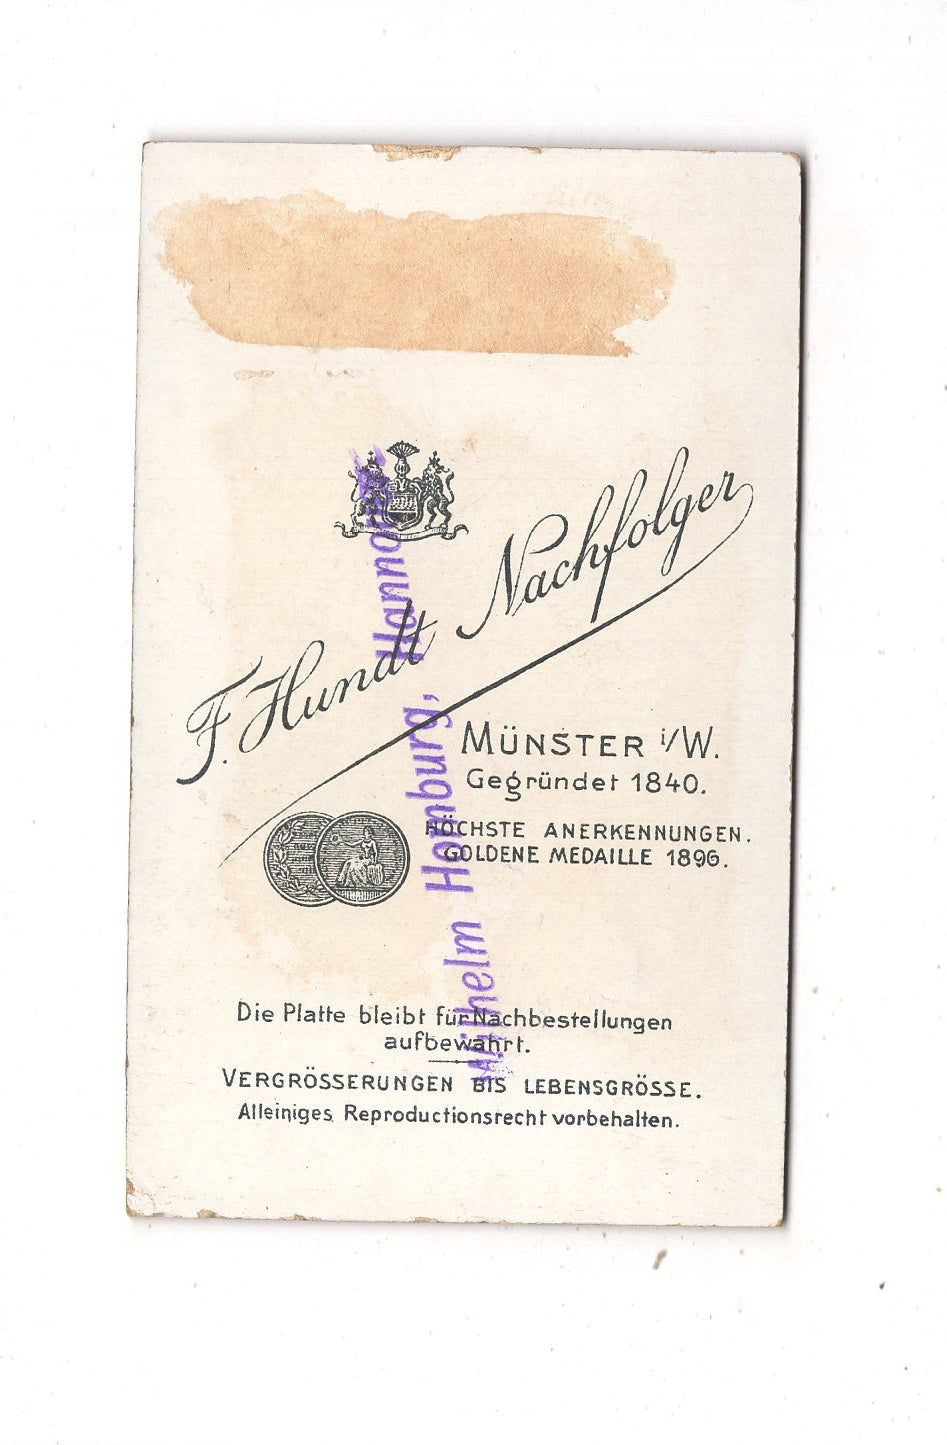 F. Hundt Nachfolger
MÜNSTER i/W.
Gegründet 1840.
HÖCHSTE ANERKENNUNGEN.
GOLDENE MEDAILLE 1896.
Die Platte bleibt für Nachbestellungen
aufbewahrt.
VERGRÖSSERUNGEN BIS LEBENSGRÖSSE.
Alleiniges Reproductionsrecht vorbehalten.
Wilhelm Homburg,